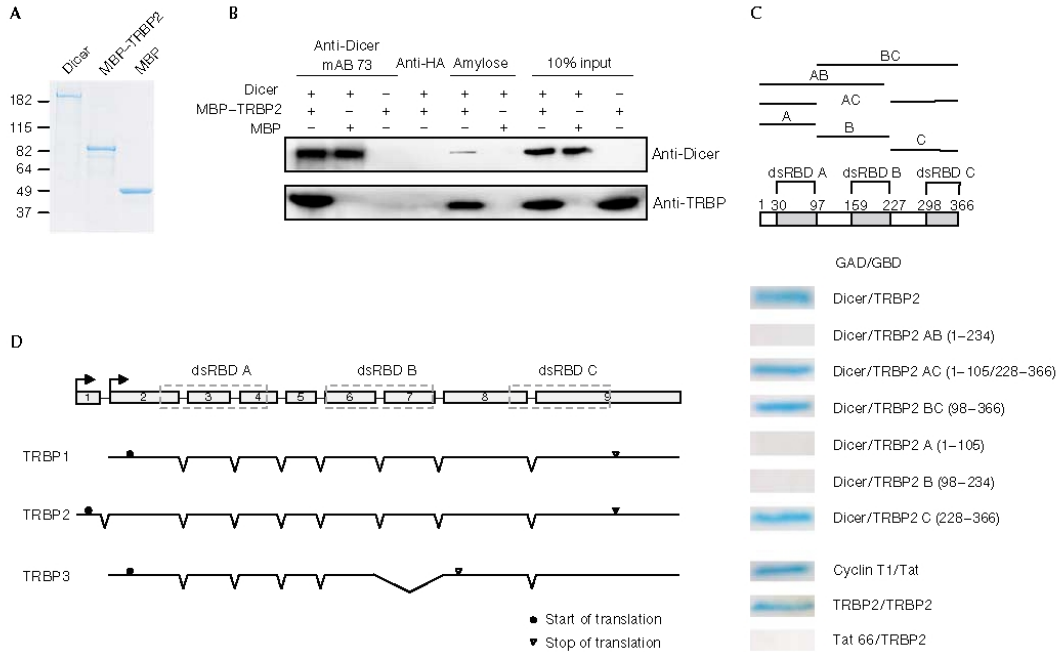 A
Dicer
MBP–TRBP2
MBP
182
115
82
64
49
37
B
Anti-Dicer
mAB 73
Anti-HA
Amylose
10% input
Dicer + + – + + + + + –
MBP–TRBP2 + – + + + – + – +
MBP – + – – – + – + –
Anti-Dicer
Anti-TRBP
C
BC
AB
AC
A
B
C
dsRBD A dsRBD B dsRBD C
1 30 97 159 227 298 366
GAD/GBD
Dicer/TRBP2
Dicer/TRBP2 AB (1–234)
Dicer/TRBP2 AC (1–105/228–366)
Dicer/TRBP2 BC (98–366)
Dicer/TRBP2 A (1–105)
Dicer/TRBP2 B (98–234)
Dicer/TRBP2 C (228–366)
Cyclin T1/Tat
TRBP2/TRBP2
Tat 66/TRBP2
D
dsRBD A dsRBD B dsRBD C
1 2 3 4 5 6 7 8 9
TRBP1
TRBP2
TRBP3
Start of translation
Stop of translation